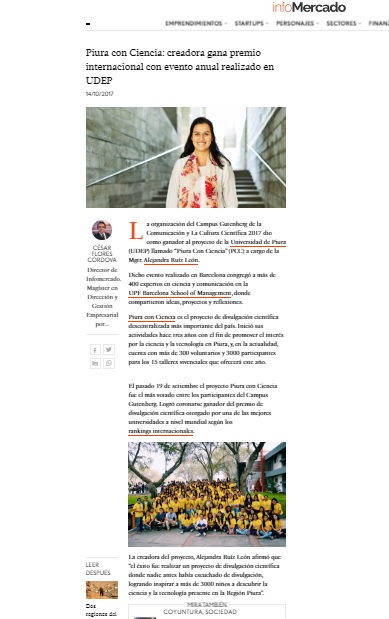 infoMercado
EMPRENDIMIENTOS STARTUPS PERSONAJES SECTORES FINANZ
Piura con Ciencia: creadora gana premio
internacional con evento anual realizado en
UDEP
14/10/2017
CÉSAR
FLORES
CORDOVA
Director de
Infomercado.
Magíster en
Dirección y
Gestión
Empresarial
por...
La organización del Campus Gutenberg de la
Comunicación y La Cultura Científica 2017 dio
como ganador al proyecto de la Universidad de Piura
(UDEP) llamado "Piura Con Ciencia" (PCC) a cargo de la
Mgtr. Alejandra Ruiz León.
Dicho evento realizado en Barcelona congregó a más de
400 expertos en ciencia y comunicación en la
UPF Barcelona School of Management, donde
compartieron ideas, proyectos y reflexiones.
Piura con Ciencia es el proyecto de divulgación científica
descentralizada más importante del país. Inició sus
actividades hace tres años con el fin de promover el interés
por la ciencia y la tecnología en Piura, y, en la actualidad,
cuenta con más de 300 voluntarios y 3000 participantes
para los 15 talleres vivenciales que ofrecerá este año.
El pasado 19 de setiembre el proyecto Piura con Ciencia
fue el más votado entre los participantes del Campus
Gutenberg. Logró coronarse ganador del premio de
divulgación científica otorgado por una de las mejores
universidades a nivel mundial según los
rankings internacionales.
La creadora del proyecto, Alejandra Ruiz León afirmó que
"el éxito fue realizar un proyecto de divulgación científica
donde nadie antes había escuchado de divulgación,
logrando inspirar a más de 3000 niños a descubrir la
ciencia y la tecnología presente en la Región Piura".
LEER
DESPUÉS
Dos
regiones del
MIRA TAMBIÉN
COYUNTURA, SOCIEDAD